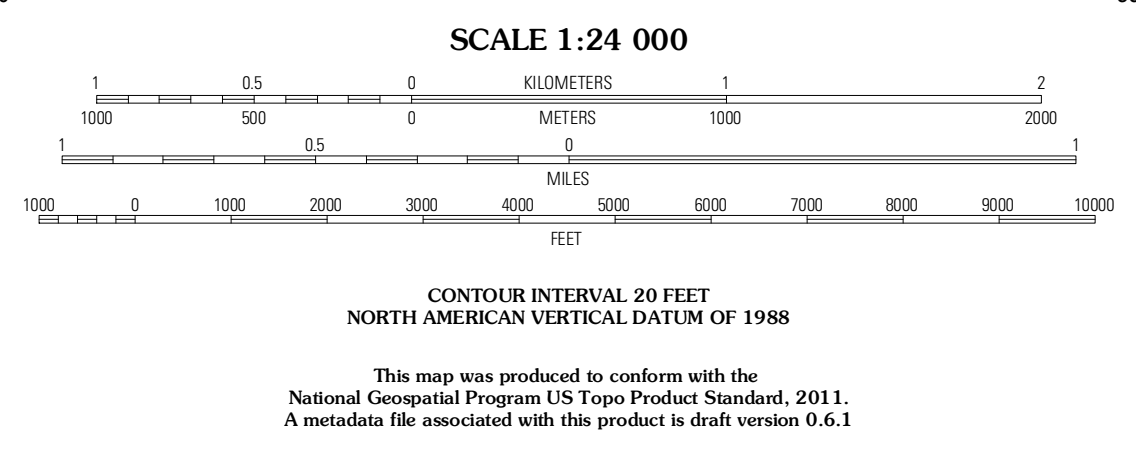 SCALE 1:24 000
1 0.5 0 KILOMETERS 1 2
1000 500 0 METERS 1000 2000
1 0.5 0 1
MILES
1000 0 1000 2000 3000 4000 5000 6000 7000 8000 9000 10000
FEET
CONTOUR INTERVAL 20 FEET
NORTH AMERICAN VERTICAL DATUM OF 1988
This map was produced to conform with the
National Geospatial Program US Topo Product Standard, 2011.
A metadata file associated with this product is draft version 0.6.1